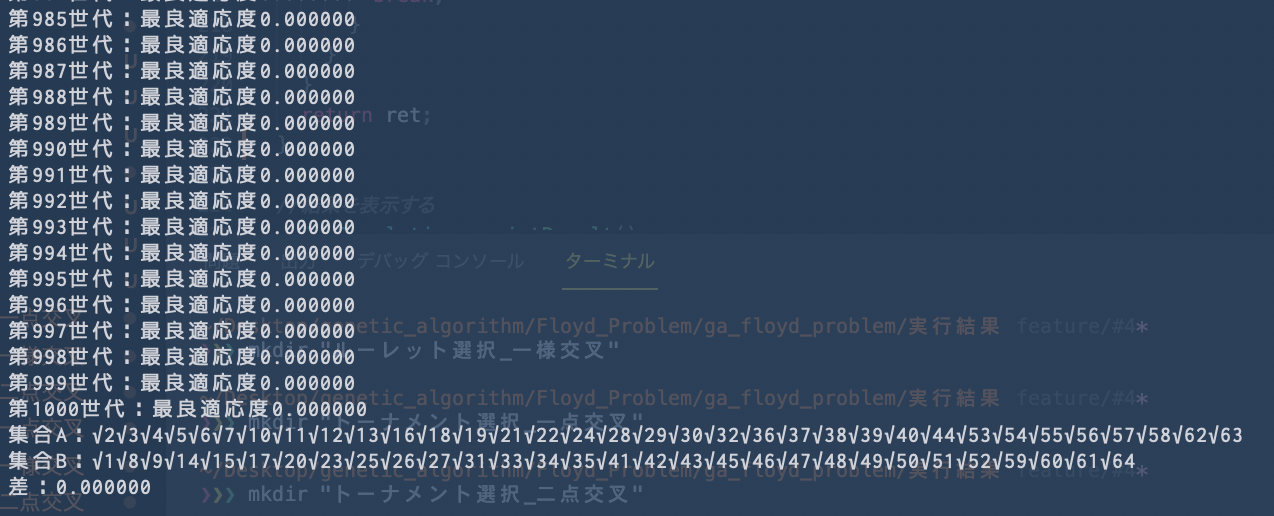 第985世代：最良適応度0.000000
第986世代：最良適応度0.000000
第987世代：最良適応度0.000000
第988世代：最良適応度0.000000
第989世代：最良適応度0.000000
return ret;
第990世代：最良適応度0.000000
第991世代：最良適応度0.000000
第992世代：最良適応度0.000000
を表示する
第993世代：最良適応度0.000000
第994世代：最良適応度0.000000
デバッグ コンソール ターミナル
第995世代：最良適応度0.000000
第996世代：最良適応度0.000000
第997世代：最良適応度0.000000
/Desktop/genetic_algorithm/Floyd_Problem/ga_floyd_problem/実行結果 feature/#4*
第998世代：最良適応度0.000000
mkdir "ルーレット選択_一様交叉"
第999世代：最良適応度0.000000
/Desktop/genetic_algorithm/Floyd_Problem/ga_floyd_problem/実行結果 feature/#4*
第1000世代：最良適応度0.000000
mkdir "トーナメント選択_一点交叉"
集合A：√2√3√4√5√6√7√10√11√12√13√16√18√19√21√22√24√28√29√30√32√36√37√38√39√40√44√53√54√55√56√57√58√62√63
集合B：√1√8√9√14√15√17√20√23√25√26√27√31√33√34√35√41√42√43√45√46√47√48√49√50√51√52√59√60√61√64
/Desktop/genetic_algorithm/Floyd_Problem/ga_floyd_problem/実行結果 feature/#4*
差：0.000000
❯❯❯ mkdir "トーナメント選択_二点交叉"
二点交叉